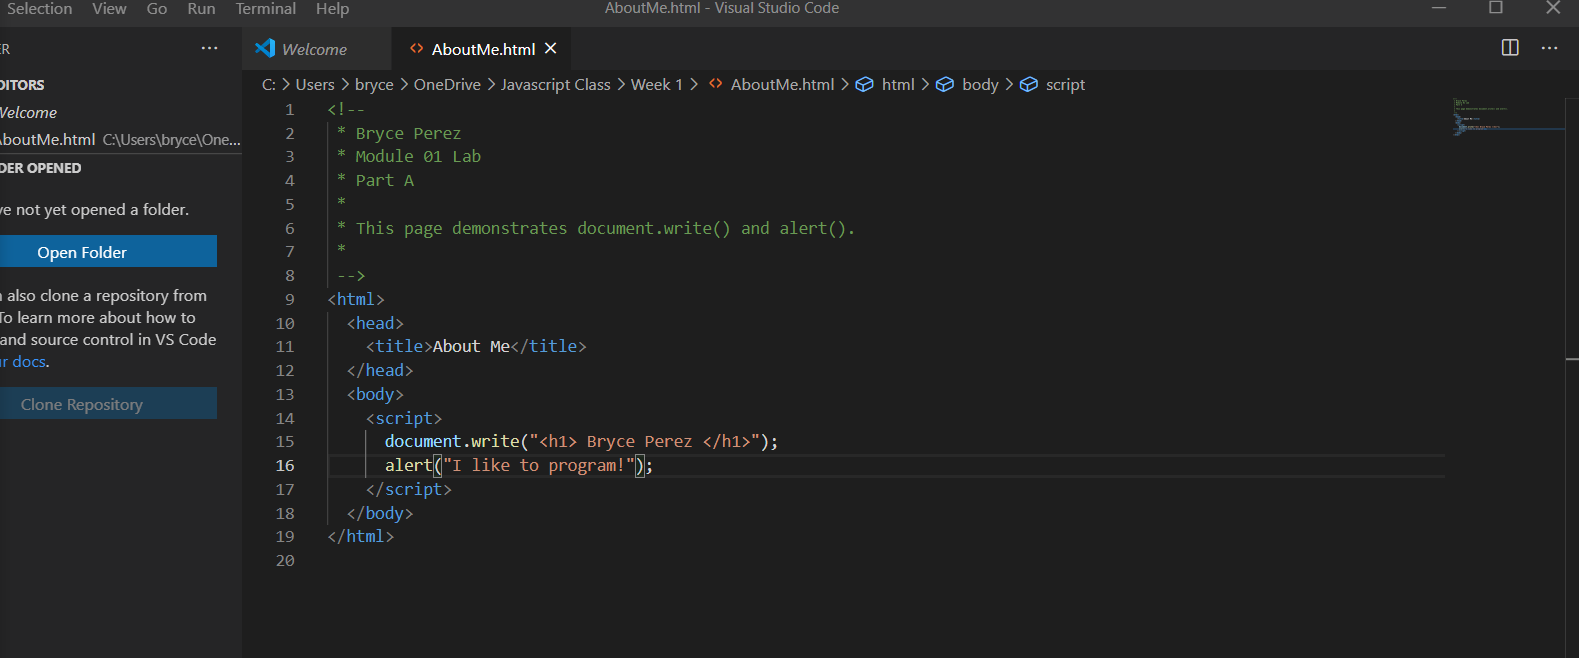 Selection View Go Run Terminal Help AboutMe.html - Visual Studio Code
ER ··· Welcome <> AboutMe.html ×
DITORS
Welcome
AboutMe.html C:\Users\bryce\One...
DER OPENED
ve not yet opened a folder.
Open Folder
also clone a repository from
To learn more about how to
and source control in VS Code
ur docs.
Clone Repository
C: > Users > bryce > OneDrive > Javascript Class > Week 1 > <> AboutMe.html > html > body > script
1 <!--
2 * Bryce Perez
3 * Module 01 Lab
4 * Part A
5 *
6 * This page demonstrates document.write() and alert().
7 *
8 -->
9 <html>
10 <head>
11 <title>About Me</title>
12 </head>
13 <body>
14 <script>
15 document.write("<h1> Bryce Perez </h1>");
16 alert("I like to program!");
17 </script>
18 </body>
19 </html>
20